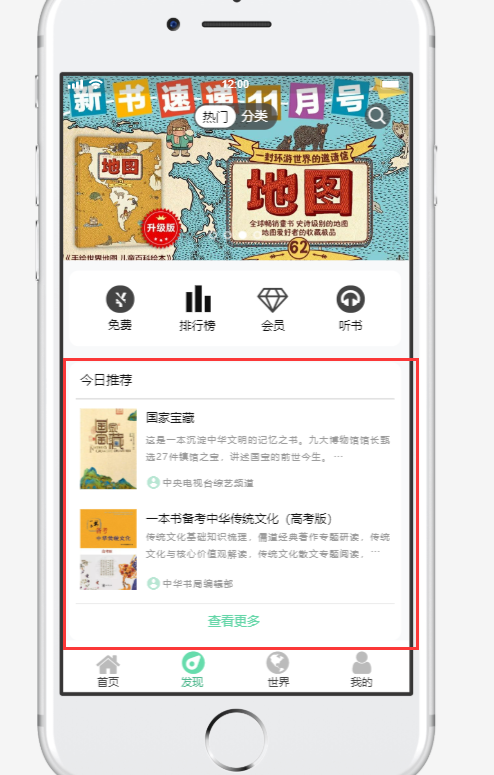 新书速递11月号
12:00
热门 分类
一封环游世界的邀请信
地图
地图
全球畅销童书 史诗级别的地图
地图爱好者的收藏极品
升级版
62
《手绘世界地图·儿童百科绘本》
免费 排行榜 会员 听书
今日推荐
国家宝藏
这是一本沉淀中华文明的记忆之书。九大博物馆馆长甄
选27件镇馆之宝，讲述国宝的前世今生。 ···
中央电视台综艺频道
一本书备考中华传统文化（高考版）
传统文化基础知识梳理，儒道经典著作专题研读，传统
文化与核心价值观解读，传统文化散文专题阅读， ···
中华书局编辑部
查看更多
首页 发现 世界 我的